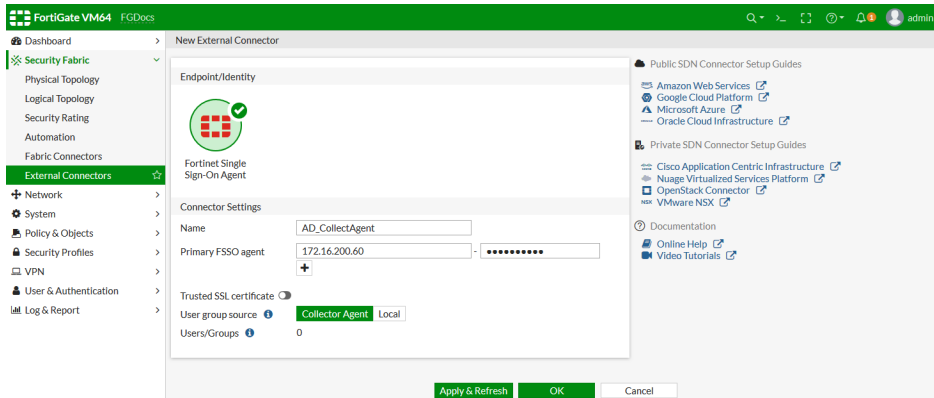 FortiGate VM64 FGDocs
1
admin
Dashboard
Security Fabric
Physical Topology
Logical Topology
Security Rating
Automation
Fabric Connectors
External Connectors
Network
System
Policy & Objects
Security Profiles
VPN
User & Authentication
Log & Report
New External Connector
Endpoint/Identity
Fortinet Single
Sign-On Agent
Connector Settings
Name AD_CollectAgent
Primary FSSO agent 172.16.200.60 - ●●●●●●●●●●
+
Trusted SSL certificate
User group source Collector Agent Local
Users/Groups 0
Apply & Refresh OK Cancel
Public SDN Connector Setup Guides
Amazon Web Services
Google Cloud Platform
Microsoft Azure
Oracle Cloud Infrastructure
Private SDN Connector Setup Guides
Cisco Application Centric Infrastructure
Nuage Virtualized Services Platform
OpenStack Connector
NSX VMware NSX
Documentation
Online Help
Video Tutorials